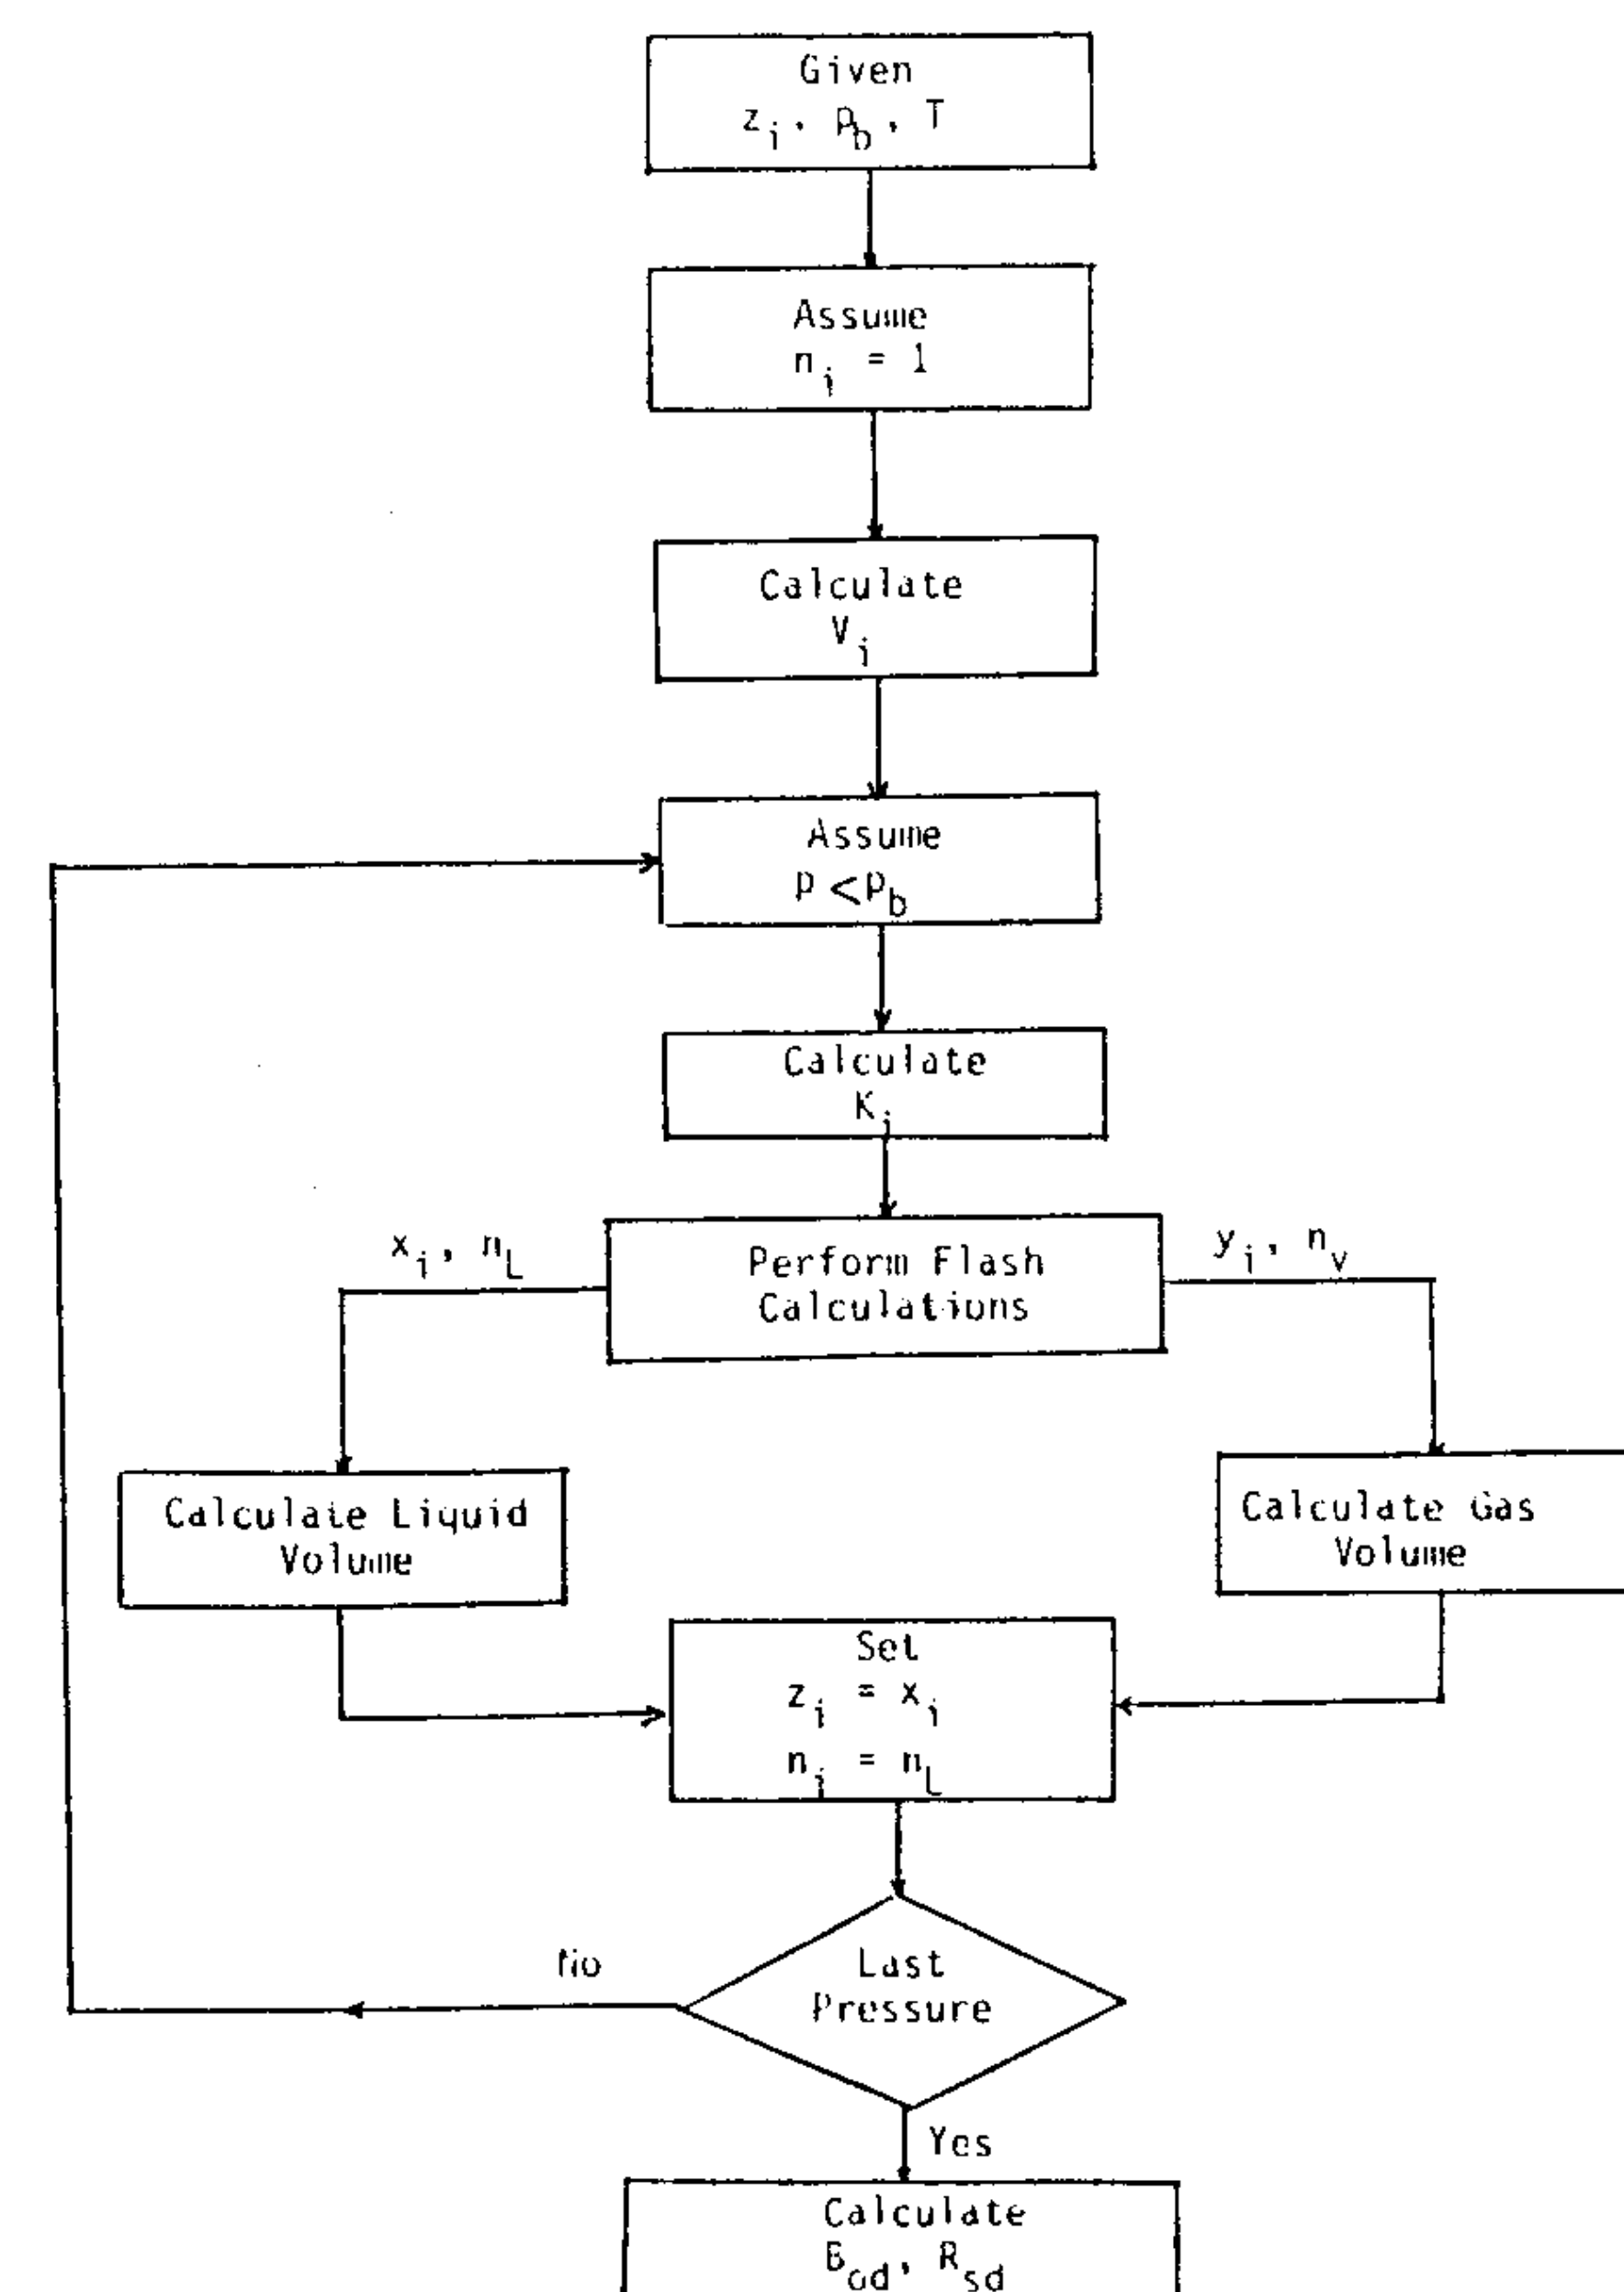 Given
z_i, p_b, T
Assume
n_i = 1
Calculate
V_i
Assume
p < p_b
Calculate
K_i
x_i, n_L
Perform Flash
Calculations
y_i, n_v
Calculate Liquid
Volume
Calculate Gas
Volume
Set
z_i = x_i
n_i = n_L
No
Last
Pressure
Yes
Calculate
B_od, R_sd